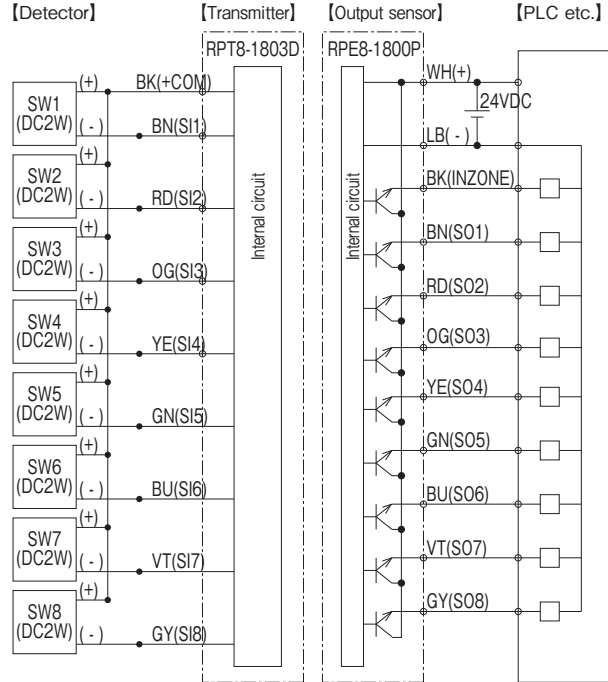 【Detector】 【Transmitter】 【Output sensor】 【PLC etc.】
RPT8-1803D RPE8-1800P
(+) BK(+COM) WH(+)
SW1
(DC2W) 24VDC
(-) BN(SI1) LB(-)
(+)
SW2
(DC2W) BK(INZONE)
(-) RD(SI2)
Internal circuit Internal circuit
(+) BN(SO1)
SW3
(DC2W)
(-) OG(SI3) RD(SO2)
(+)
SW4 OG(SO3)
(DC2W)
(-) YE(SI4)
(+) YE(SO4)
SW5
(DC2W)
(-) GN(SI5) GN(SO5)
(+)
SW6
(DC2W)
(-) BU(SI6) BU(SO6)
(+)
SW7
(DC2W) VT(SO7)
(-) VT(SI7)
(+)
SW8 GY(SO8)
(DC2W)
(-) GY(SI8)